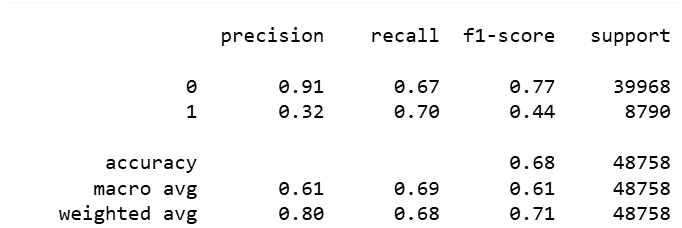 precision recall f1-score support
0 0.91 0.67 0.77 39968
1 0.32 0.70 0.44 8790
accuracy 0.68 48758
macro avg 0.61 0.69 0.61 48758
weighted avg 0.80 0.68 0.71 48758